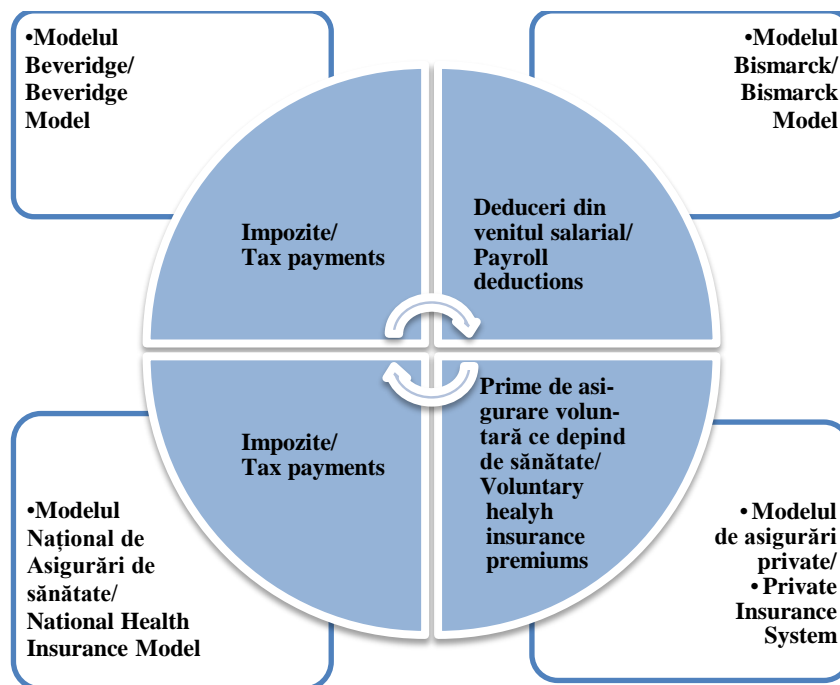 •Modelul
Beveridge/
Beveridge
Model
•Modelul
Bismarck/
Bismarck
Model
Impozite/
Tax payments
Deduceri din
venitul salarial/
Payroll
deductions
Impozite/
Tax payments
Prime de asi-
gurare volun-
tară ce depind
de sănătate/
Voluntary
healyh
insurance
premiums
•Modelul
Național de
Asigurări de
sănătate/
National Health
Insurance Model
• Modelul
de asigurări
private/
• Private
Insurance
System